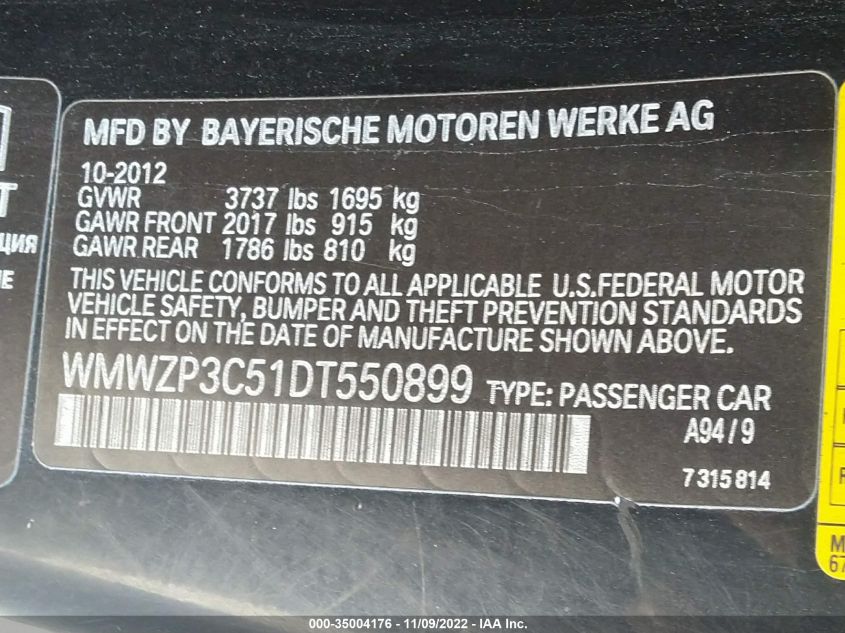 MFD BY BAYERISCHE MOTOREN WERKE AG
10-2012
GVWR 3737 lbs 1695 kg
GAWR FRONT 2017 lbs 915 kg
GAWR REAR 1786 lbs 810 kg
THIS VEHICLE CONFORMS TO ALL APPLICABLE U.S.FEDERAL MOTOR
VEHICLE SAFETY, BUMPER AND THEFT PREVENTION STANDARDS
IN EFFECT ON THE DATE OF MANUFACTURE SHOWN ABOVE.
WMWZP3C51DT550899 TYPE: PASSENGER CAR
A94/9
7315814
000-35004176 - 11/09/2022 - IAA Inc.